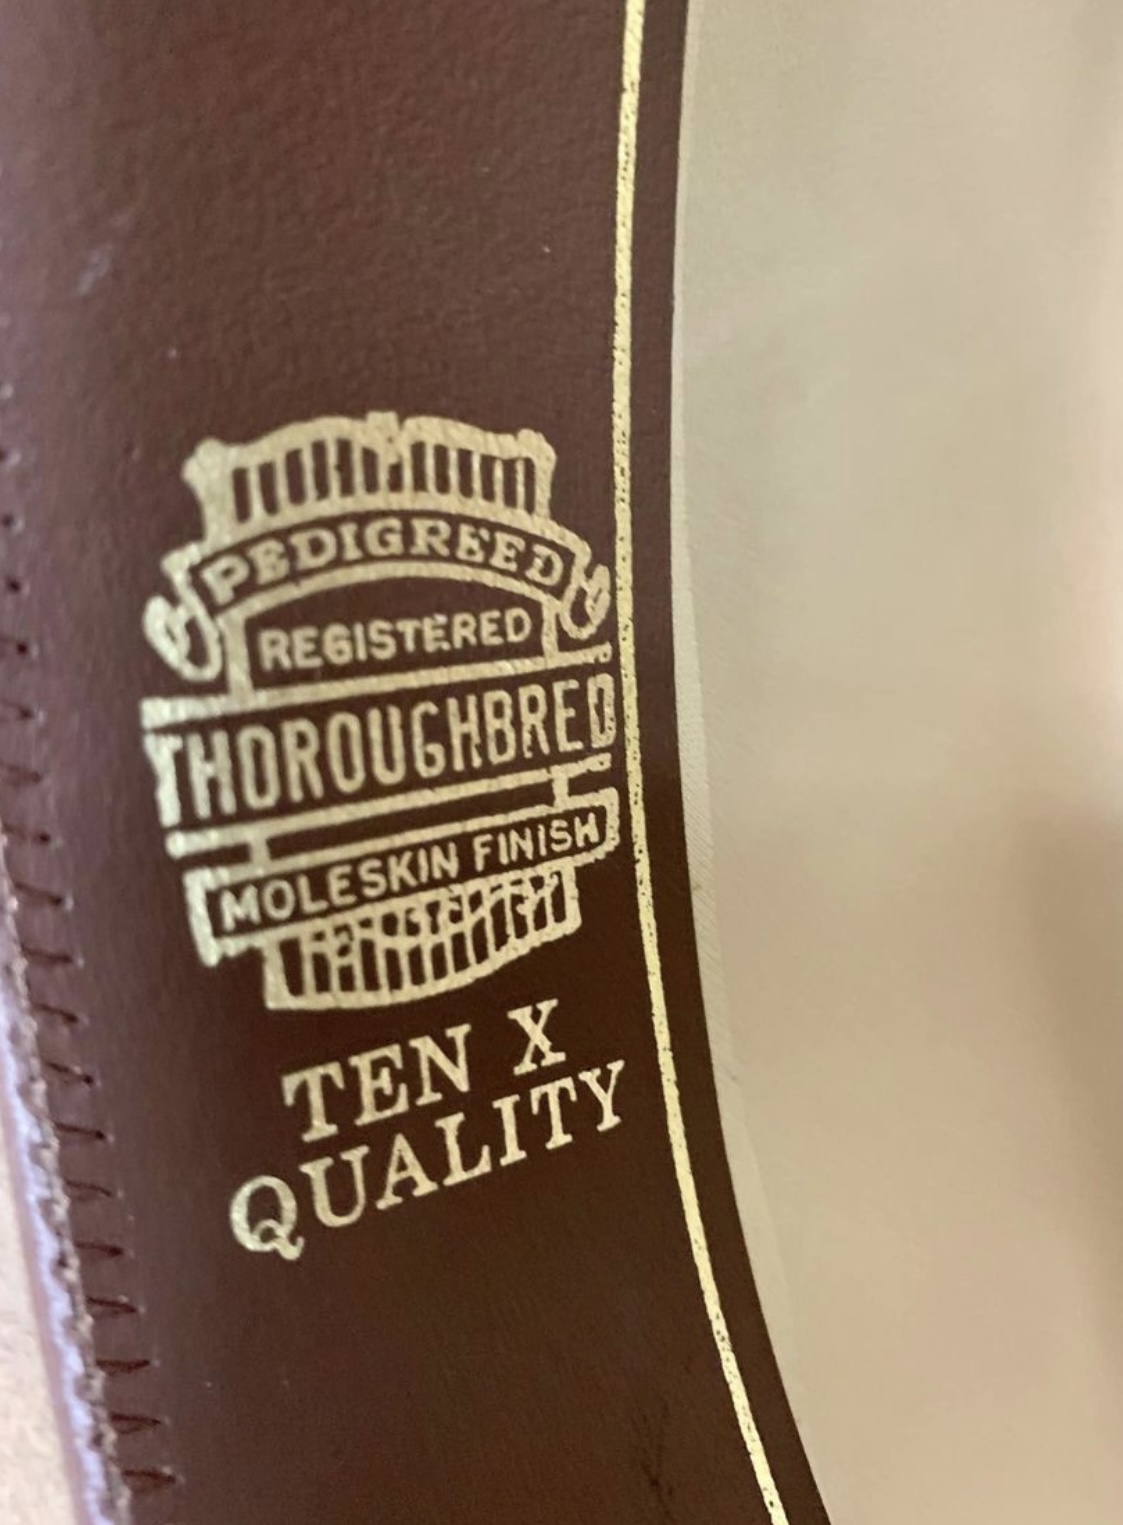 PEDIGREED
REGISTERED
THOROUGHBRED
MOLESKIN FINISH
TEN X
QUALITY